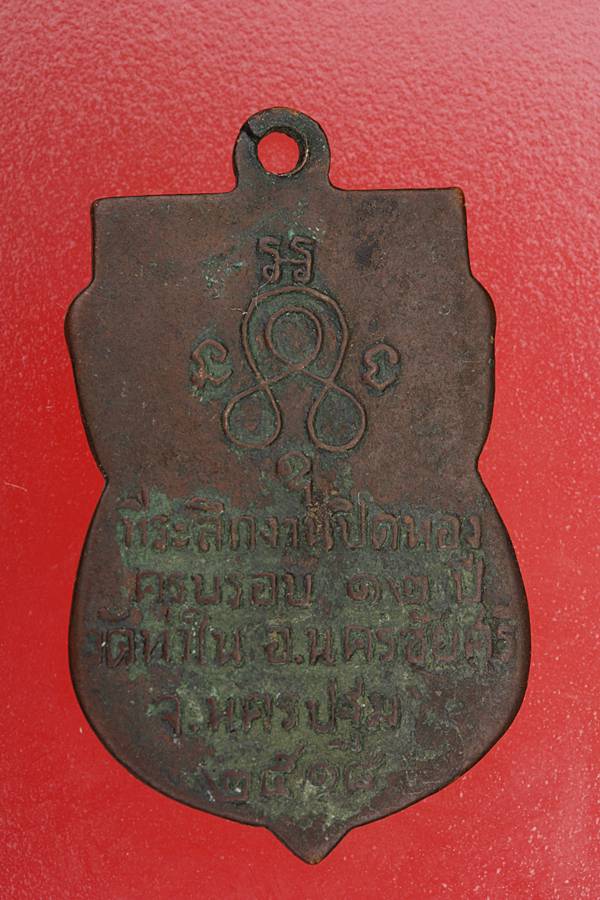 ที่ระลึกงานปิดทอง
ครบรอบ ๑๒ ปี
วัดท่าใน อ.นครชัยศรี
จ.นครปฐม
๒๕๑๘